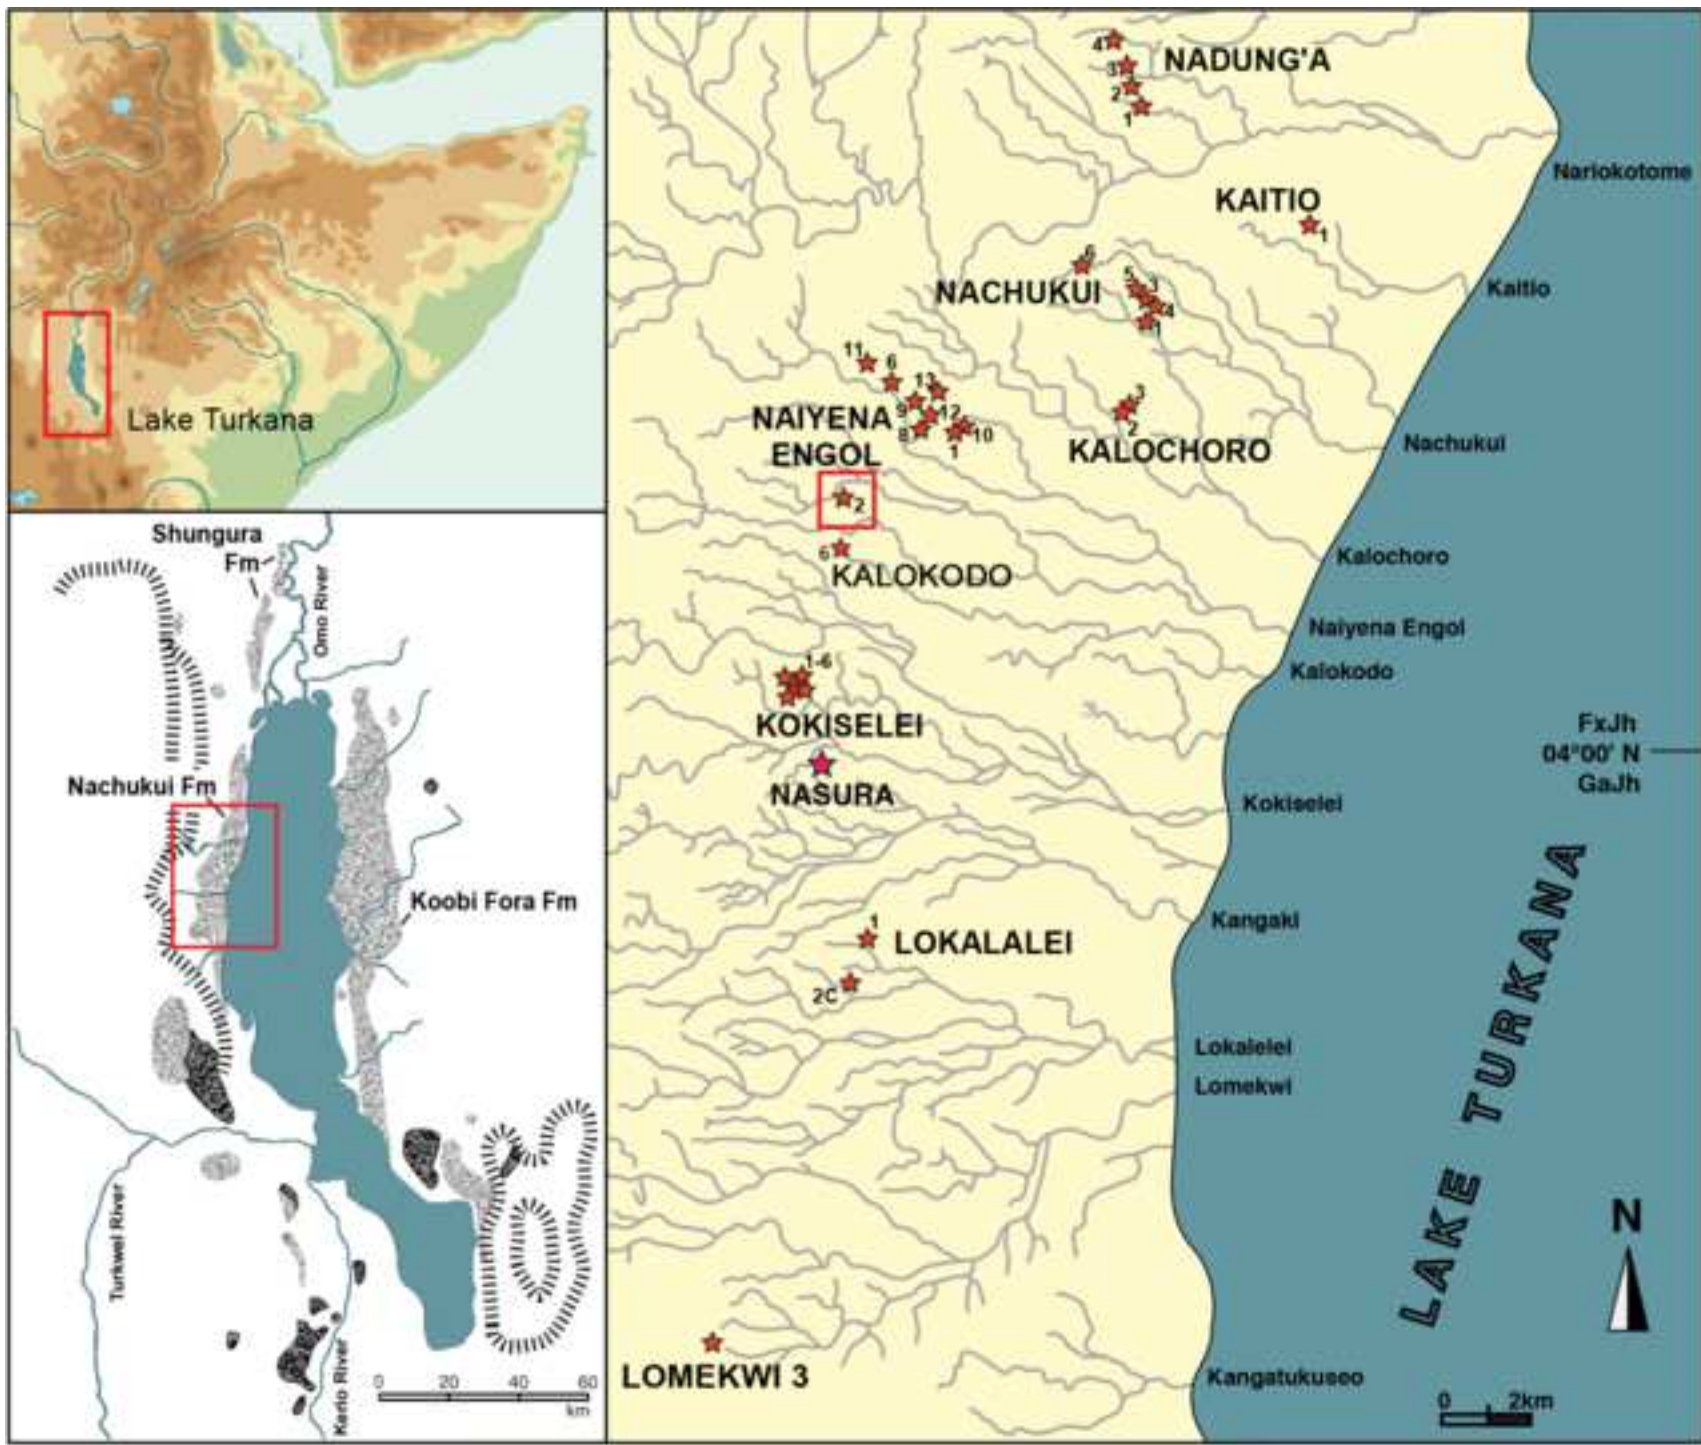 Lake Turkana
Shungura
Fm
Omo River
Nachukui Fm
Koobi Fora Fm
Turkwel River
Kerio River
0 20 40 60
km
4
NADUNG'A
3
2
1
Nariokotome
KAITIO
1
6
NACHUKUI
5
3
4
1
Kaitio
11
6
13
9
12
8
10
1
NAIYENA
ENGOL
3
2
KALOCHORO
Nachukui
2
6
KALOKODO
Kalochoro
Naiyena Engol
Kalokodo
1-6
KOKISELEI
NASURA
FxJh
04°00' N
GaJh
Kokiselei
1
LOKALALEI
2C
Kangaki
Lokalelei
Lomekwi
LAKE TURKANA
N
LOMEKWI 3
Kangatukuseo
0 2km